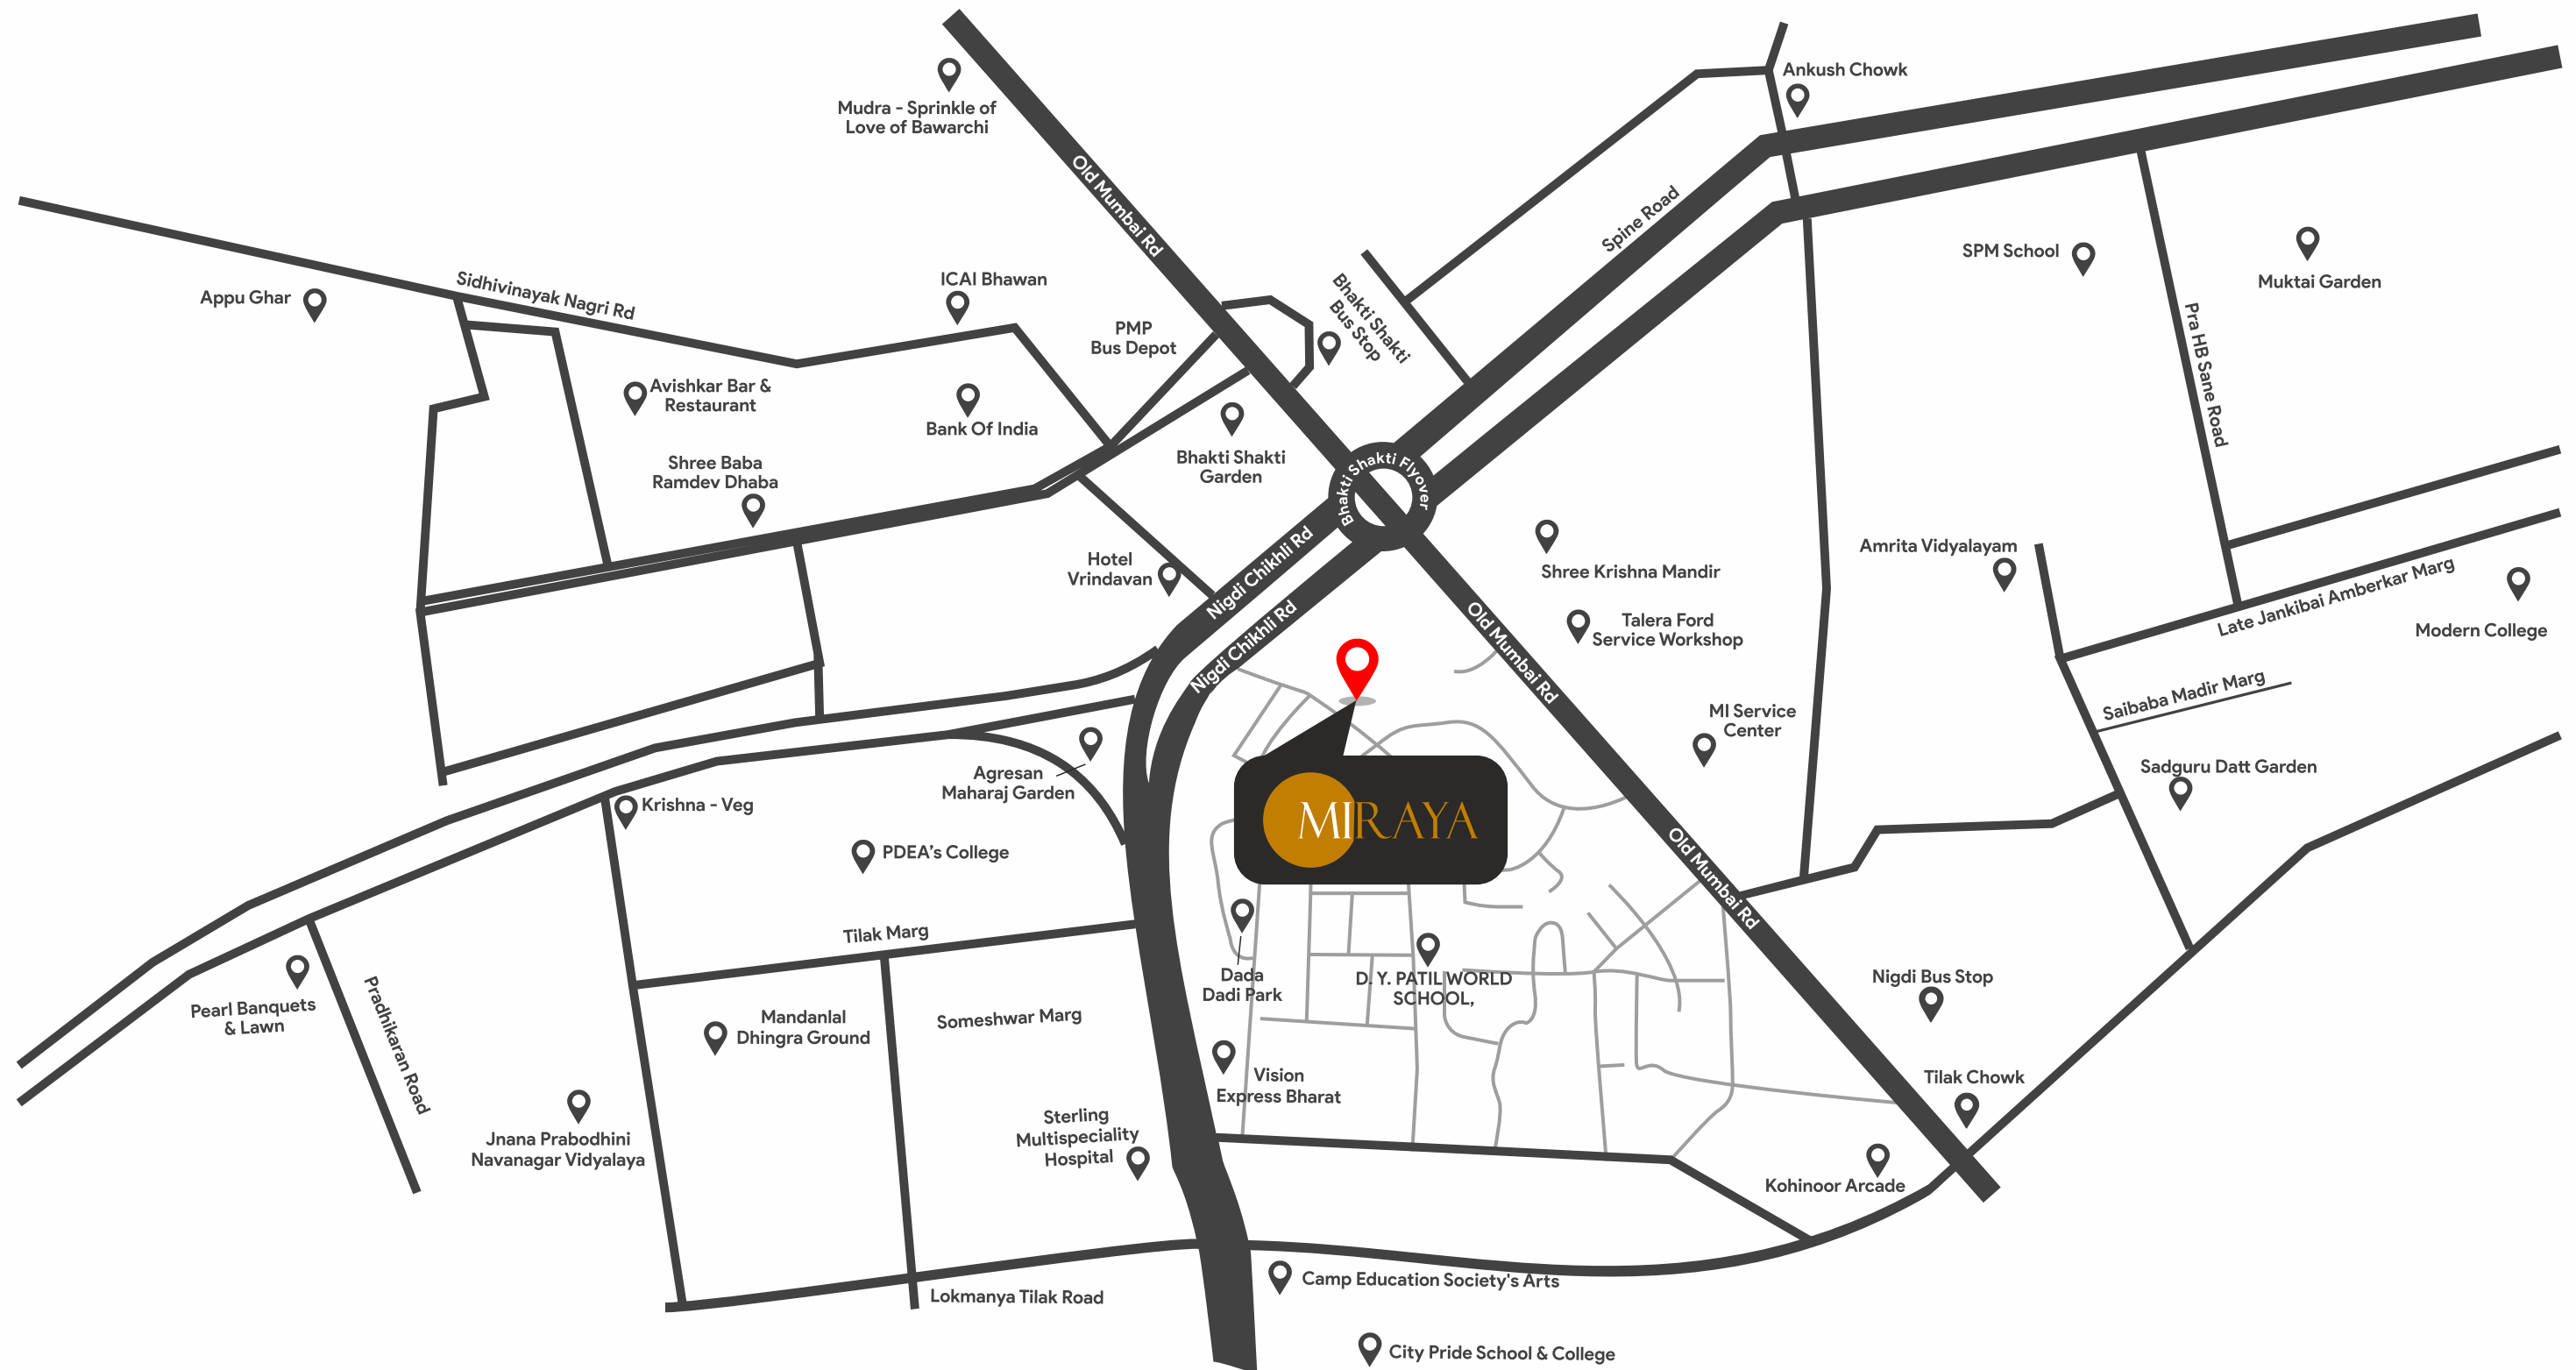 Ankush Chowk
Mudra - Sprinkle of
Love of Bawarchi
Old Mumbai Rd
Spine Road
SPM School
Muktai Garden
Sidhivinayak Nagri Rd
Appu Ghar
ICAI Bhawan
PMP
Bus Depot
Bhakti Shakti
Bus Stop
Pra HB Sane Road
Avishkar Bar &
Restaurant
Bank Of India
Shree Baba
Ramdev Dhaba
Bhakti Shakti
Garden
Bhakti Shakti Flyover
Hotel
Vrindavan
Nigdi Chikhli Rd
Nigdi Chikhli Rd
Shree Krishna Mandir
Amrita Vidyalayam
Late Jankibai Amberkar Marg
Modern College
Talera Ford
Service Workshop
Old Mumbai Rd
MI Service
Center
Saibaba Madir Marg
Sadguru Datt Garden
Agresan
Maharaj Garden
Krishna - Veg
MIRAYA
PDEA's College
Old Mumbai Rd
Tilak Marg
Dada
Dadi Park
D. Y. PATIL WORLD
SCHOOL,
Nigdi Bus Stop
Pearl Banquets
& Lawn
Pradhikaran Road
Mandanlal
Dhingra Ground
Someshwar Marg
Vision
Express Bharat
Tilak Chowk
Jnana Prabodhini
Navanagar Vidyalaya
Sterling
Multispeciality
Hospital
Kohinoor Arcade
Lokmanya Tilak Road
Camp Education Society's Arts
City Pride School & College